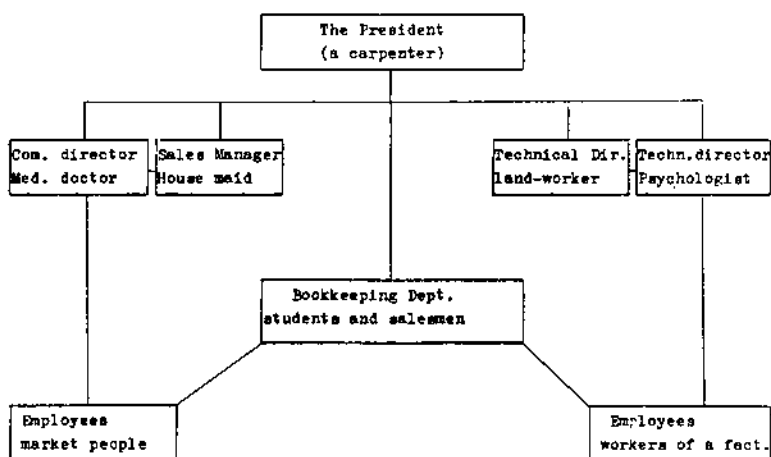 The President
(a carpenter)
Com. director
Med. doctor
Sales Manager
House maid
Technical Dir.
land-worker
Techn.director
Psychologist
Bookkeeping Dept.
students and salesmen
Employees
market people
Employees
workers of a fact.